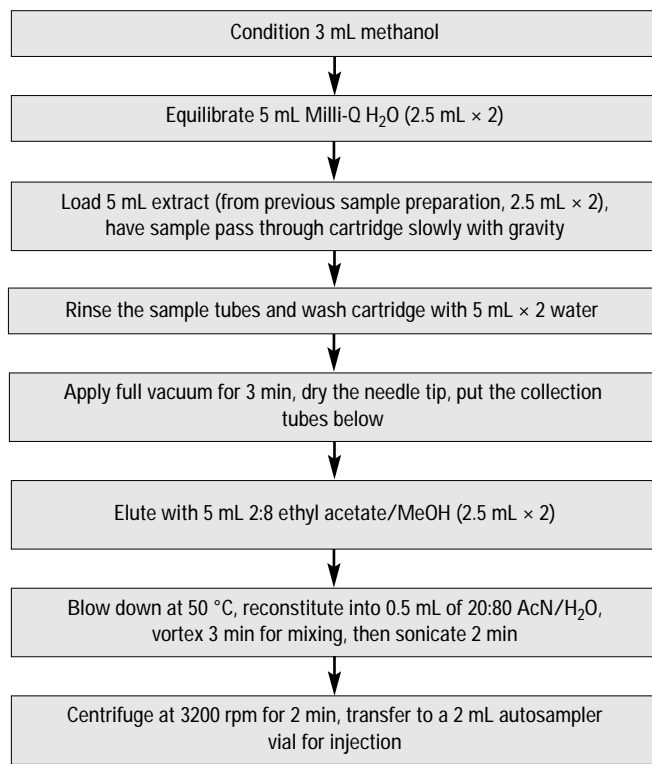 Condition 3 mL methanol
Equilibrate 5 mL Milli-Q H₂O (2.5 mL × 2)
Load 5 mL extract (from previous sample preparation, 2.5 mL × 2),
have sample pass through cartridge slowly with gravity
Rinse the sample tubes and wash cartridge with 5 mL × 2 water
Apply full vacuum for 3 min, dry the needle tip, put the collection
tubes below
Elute with 5 mL 2:8 ethyl acetate/MeOH (2.5 mL × 2)
Blow down at 50 °C, reconstitute into 0.5 mL of 20:80 AcN/H₂O,
vortex 3 min for mixing, then sonicate 2 min
Centrifuge at 3200 rpm for 2 min, transfer to a 2 mL autosampler
vial for injection